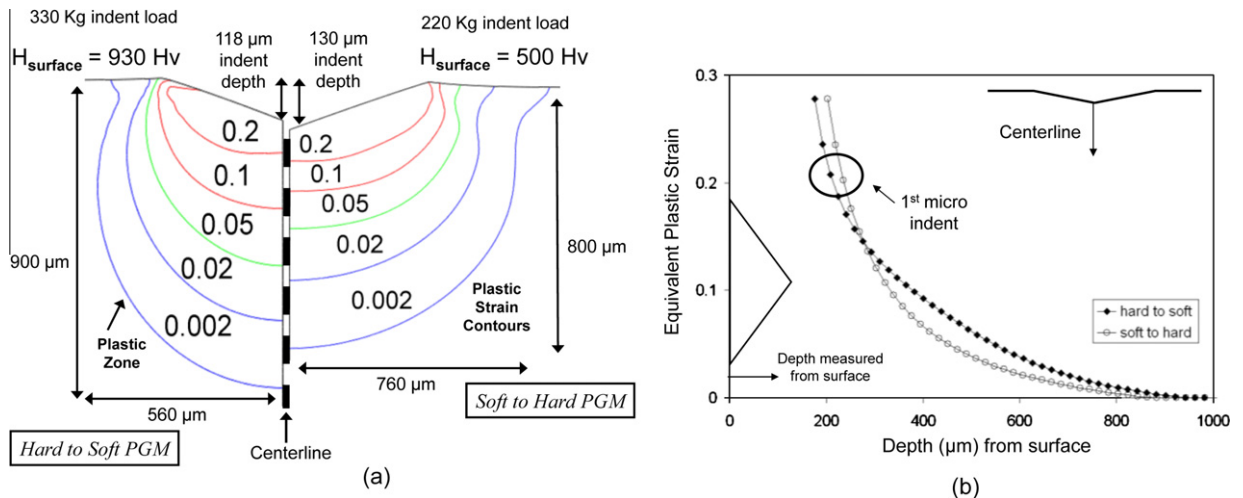 330 Kg indent load
H_surface = 930 Hv
118 μm
indent
depth
130 μm
indent
depth
220 Kg indent load
H_surface = 500 Hv
0.2
0.1
0.05
0.02
0.002
0.2
0.1
0.05
0.02
0.002
900 μm
800 μm
Plastic
Zone
Plastic
Strain
Contours
560 μm
760 μm
Hard to Soft PGM
Soft to Hard PGM
Centerline
(a)
Equivalent Plastic Strain
0.3
0.2
0.1
0
Centerline
1st micro
indent
hard to soft
soft to hard
Depth measured
from surface
0
200
400
600
800
1000
Depth (μm) from surface
(b)